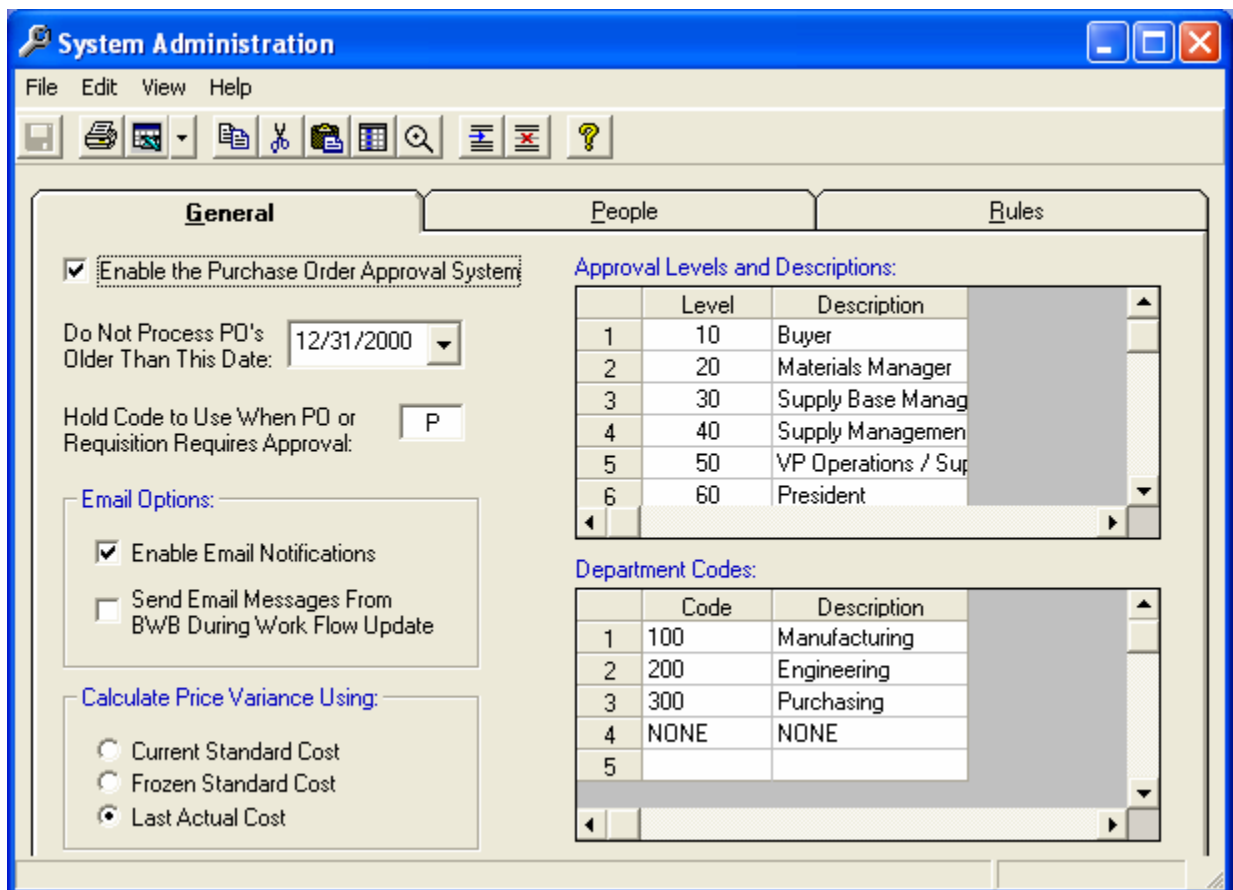 System Administration
File Edit View Help
General People Rules
Enable the Purchase Order Approval System
Do Not Process PO's
Older Than This Date:
12/31/2000
Hold Code to Use When PO or
Requisition Requires Approval:
P
Email Options:
Enable Email Notifications
Send Email Messages From
BWB During Work Flow Update
Calculate Price Variance Using:
Current Standard Cost
Frozen Standard Cost
Last Actual Cost
Approval Levels and Descriptions:
Level Description
1 10 Buyer
2 20 Materials Manager
3 30 Supply Base Manag
4 40 Supply Managemen
5 50 VP Operations / Sup
6 60 President
Department Codes:
Code Description
1 100 Manufacturing
2 200 Engineering
3 300 Purchasing
4 NONE NONE
5